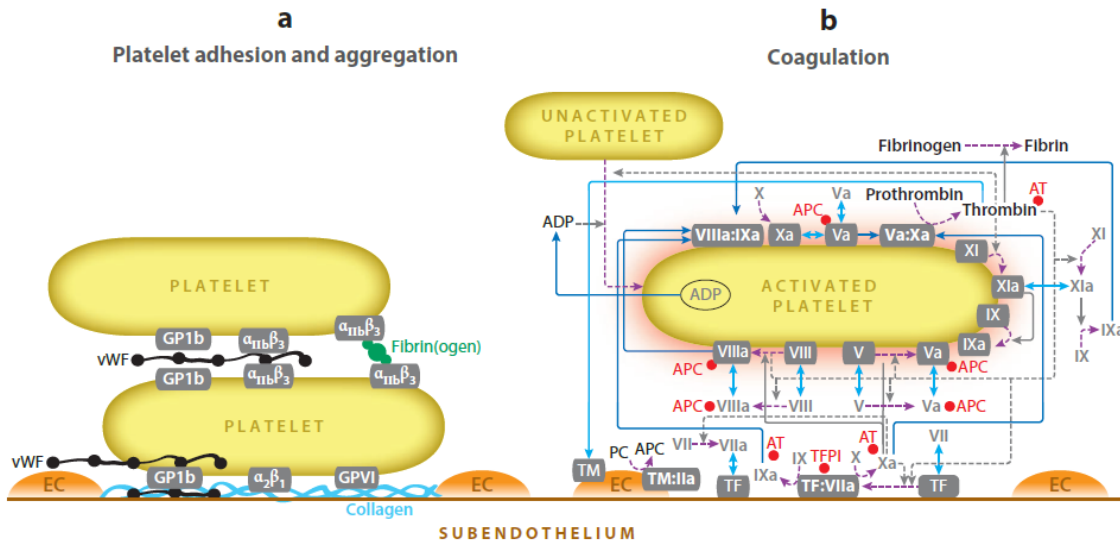 a
Platelet adhesion and aggregation
PLATELET
GP1b
αIIbβ3
αIIbβ3
vWF
Fibrin(ogen)
GP1b
αIIbβ3
αIIbβ3
PLATELET
vWF
EC
GP1b
α2β1
GPVI
EC
Collagen
b
Coagulation
UNACTIVATED
PLATELET
Fibrinogen
Fibrin
ADP
X
APC
Va
Prothrombin
Thrombin
AT
VIIIa:IXa
Xa
Va
Va:Xa
XI
XI
ADP
ACTIVATED
PLATELET
XIa
XIa
IX
IXa
IX
IXa
VIIIa
VIII
V
Va
APC
APC
APC
VIIIa
VIII
V
Va
APC
PC
APC
VII
VIIa
AT
IX
TFPI
X
AT
Xa
VII
TM
EC
TM:IIa
TF
IXa
TF:VIIa
TF
EC
SUBENDOTHELIUM